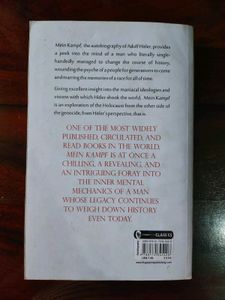 Mein Kampf, the autobiography of Adolf Hitler, provides
a peek into the mind of a man who literally single-
handedly managed to change the course of history,
wounding the psyche of a people for generations to come
and marring the memories of a race for all of time.
Giving excellent insight into the maniacal ideologies and
visions with which Hitler shook the world, Mein Kampf
is an exploration of the Holocaust from the other side of
the genocide, from Hitler's perspective, that is.
ONE OF THE MOST WIDELY
PUBLISHED, CIRCULATED, AND
READ BOOKS IN THE WORLD,
MEIN KAMPF IS AT ONCE A
CHILLING, A REVEALING, AND
AN INTRIGUING FORAY INTO
THE INNER MENTAL
MECHANICS OF A MAN
WHOSE LEGACY CONTINUES
TO WEIGH DOWN HISTORY
EVEN TODAY.
CLASSICS